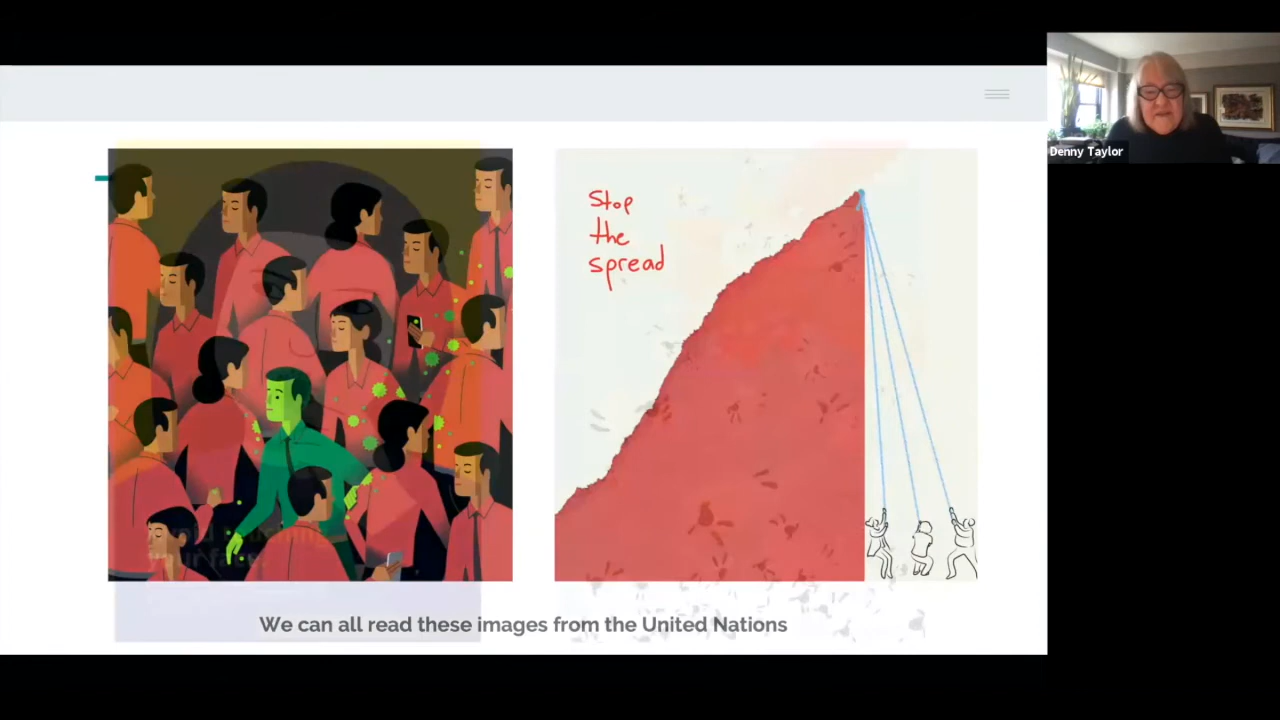 Stop
the
spread
Denny Taylor
We can all read these images from the United Nations